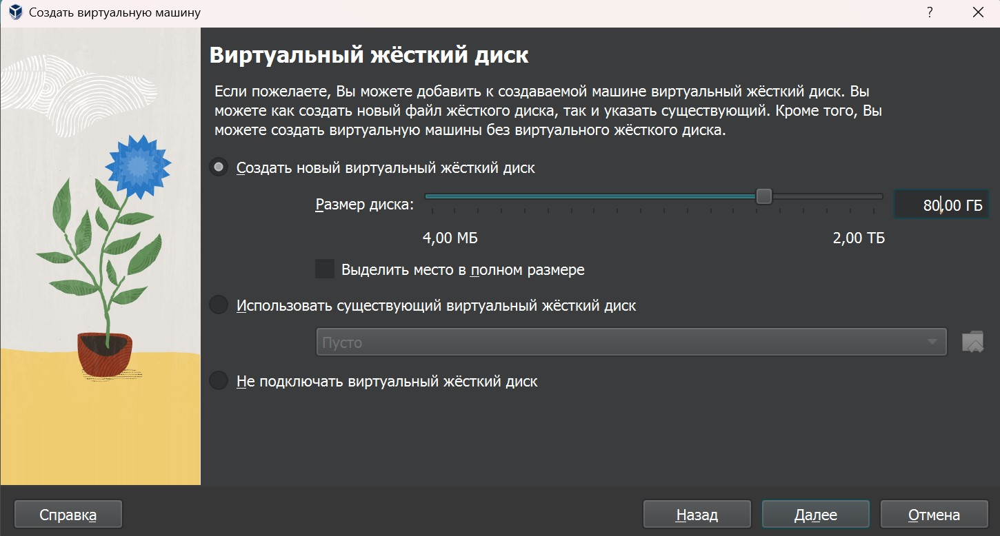 Создать виртуальную машину
?
Виртуальный жёсткий диск
Если пожелаете, Вы можете добавить к создаваемой машине виртуальный жёсткий диск. Вы
можете как создать новый файл жёсткого диска, так и указать существующий. Кроме того, Вы
можете создать виртуальную машины без виртуального жёсткого диска.
Создать новый виртуальный жёсткий диск
Размер диска: 80,00 ГБ
4,00 МБ 2,00 ТБ
Выделить место в полном размере
Использовать существующий виртуальный жёсткий диск
Пусто
Не подключать виртуальный жёсткий диск
Справка Назад Далее Отмена